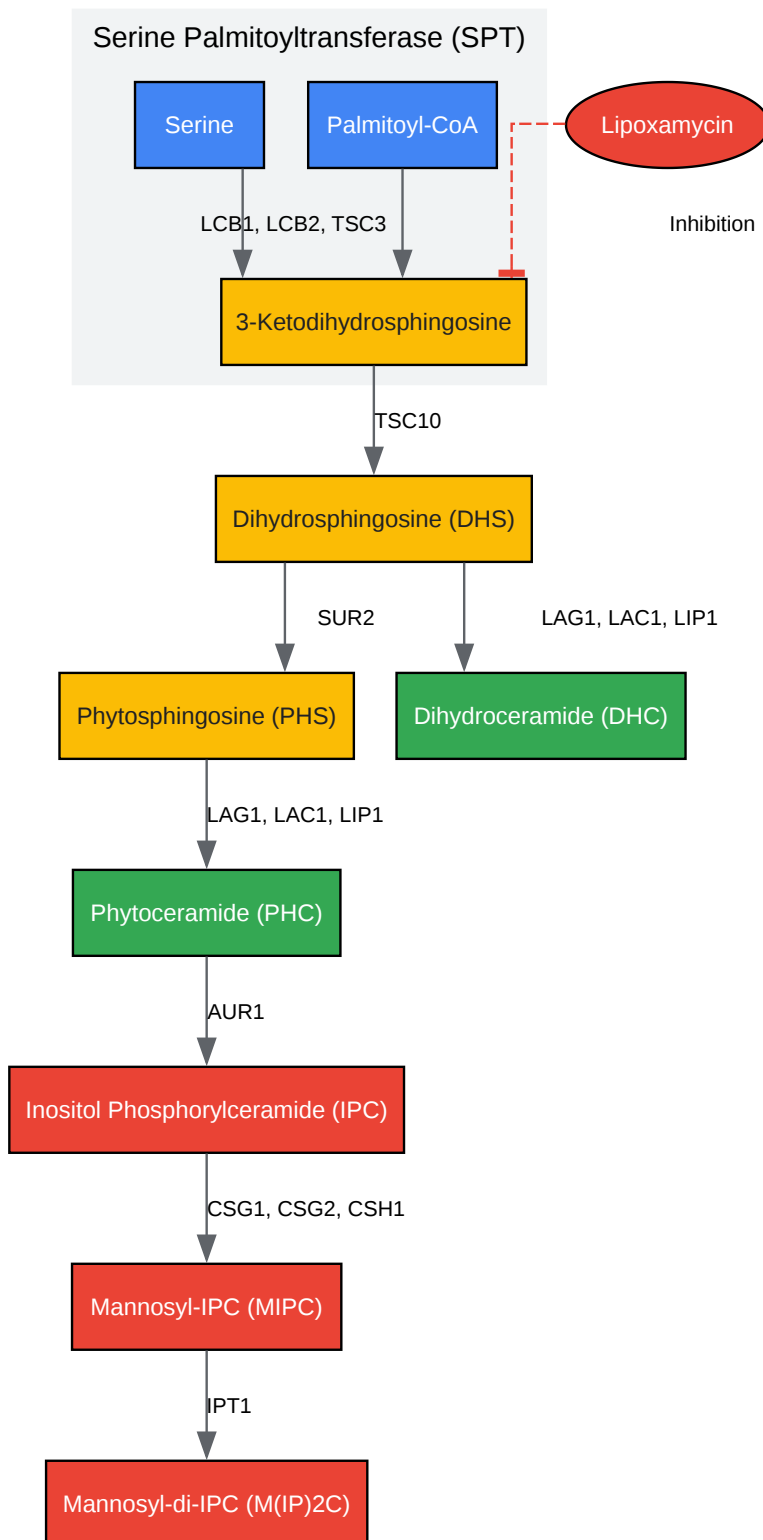 Serine Palmitoyltransferase (SPT)
Serine
Palmitoyl-CoA
Lipoxamycin
LCB1, LCB2, TSC3
Inhibition
3-Ketodihydrosphingosine
TSC10
Dihydrosphingosine (DHS)
SUR2
LAG1, LAC1, LIP1
Phytosphingosine (PHS)
Dihydroceramide (DHC)
LAG1, LAC1, LIP1
Phytoceramide (PHC)
AUR1
Inositol Phosphorylceramide (IPC)
CSG1, CSG2, CSH1
Mannosyl-IPC (MIPC)
IPT1
Mannosyl-di-IPC (M(IP)2C)